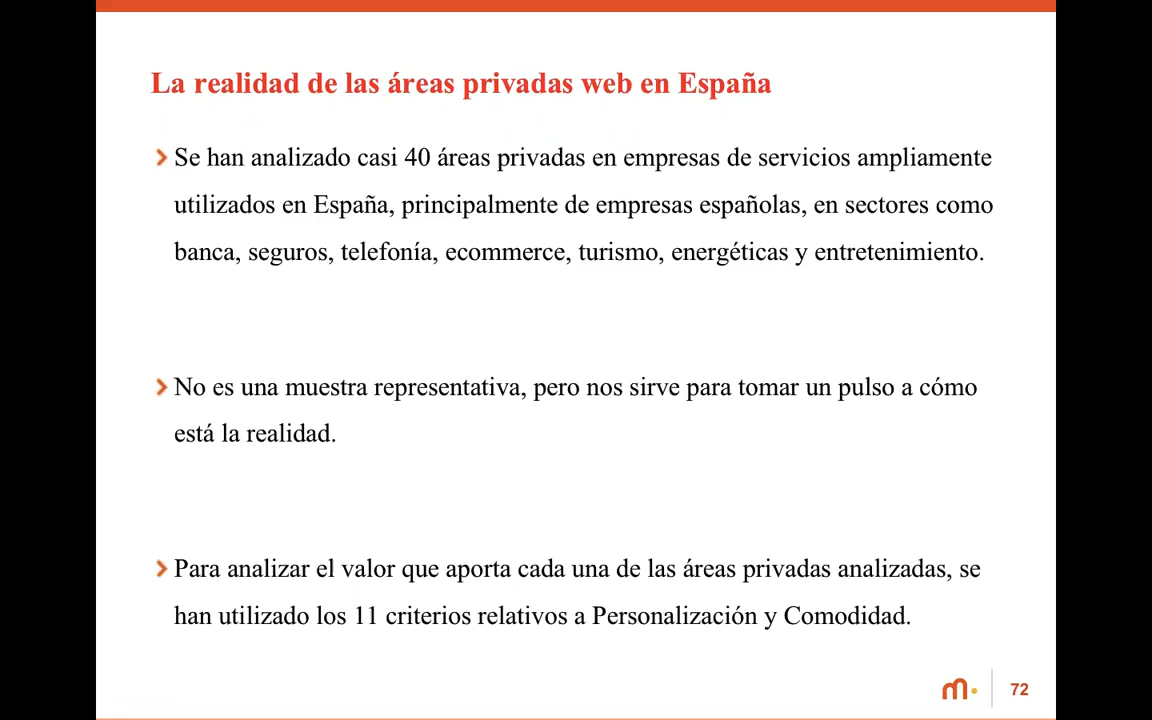 La realidad de las áreas privadas web en España
Se han analizado casi 40 áreas privadas en empresas de servicios ampliamente
utilizados en España, principalmente de empresas españolas, en sectores como
banca, seguros, telefonía, ecommerce, turismo, energéticas y entretenimiento.
No es una muestra representativa, pero nos sirve para tomar un pulso a cómo
está la realidad.
Para analizar el valor que aporta cada una de las áreas privadas analizadas, se
han utilizado los 11 criterios relativos a Personalización y Comodidad.
m. 72